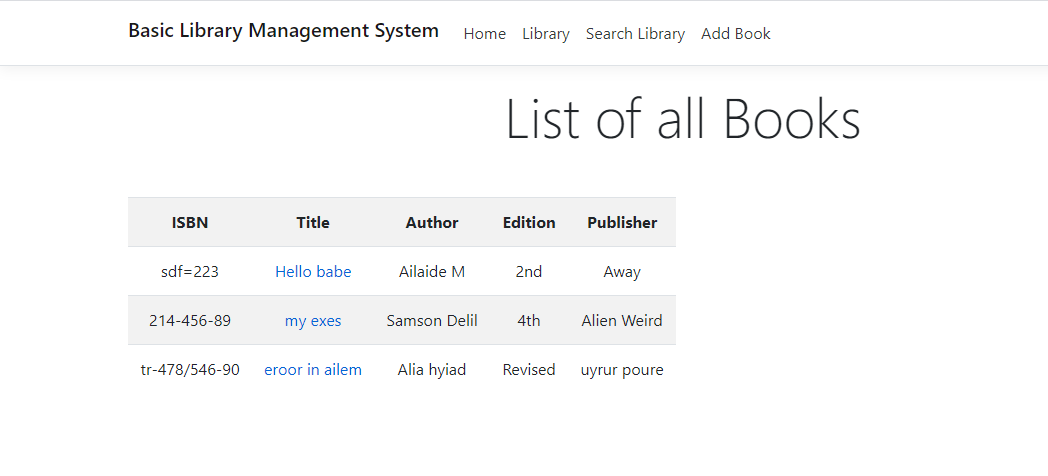 Basic Library Management System Home Library Search Library Add Book
List of all Books
ISBN Title Author Edition Publisher
sdf=223 Hello babe Ailaide M 2nd Away
214-456-89 my exes Samson Delil 4th Alien Weird
tr-478/546-90 eroor in ailem Alia hyiad Revised uyrur poure